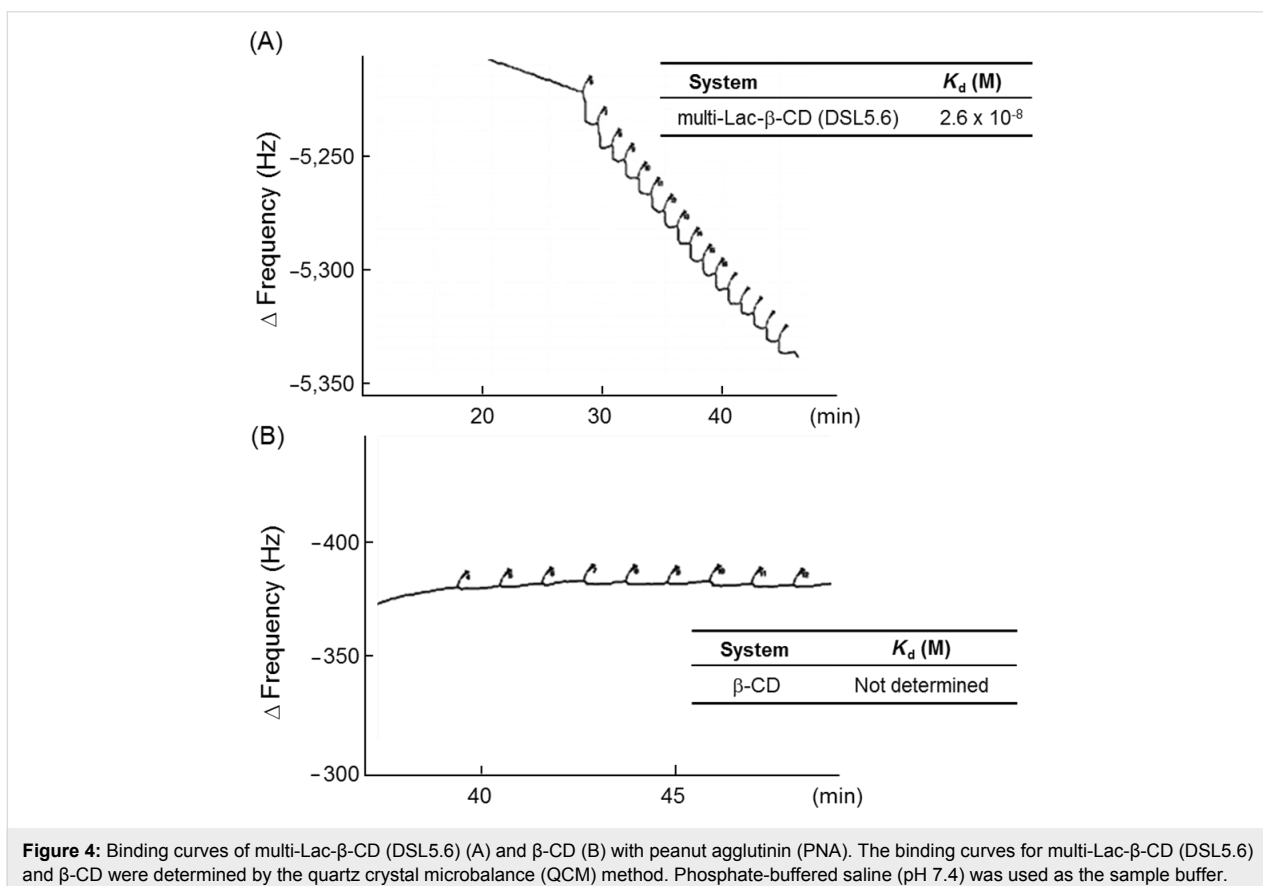 (A)
System K_d (M)
multi-Lac-β-CD (DSL5.6) 2.6 x 10⁻⁸
Δ Frequency (Hz)
−5,250
−5,300
−5,350
20 30 40 (min)
(B)
Δ Frequency (Hz)
−400
−350
−300
System K_d (M)
β-CD Not determined
40 45 (min)
Figure 4: Binding curves of multi-Lac-β-CD (DSL5.6) (A) and β-CD (B) with peanut agglutinin (PNA). The binding curves for multi-Lac-β-CD (DSL5.6)
and β-CD were determined by the quartz crystal microbalance (QCM) method. Phosphate-buffered saline (pH 7.4) was used as the sample buffer.